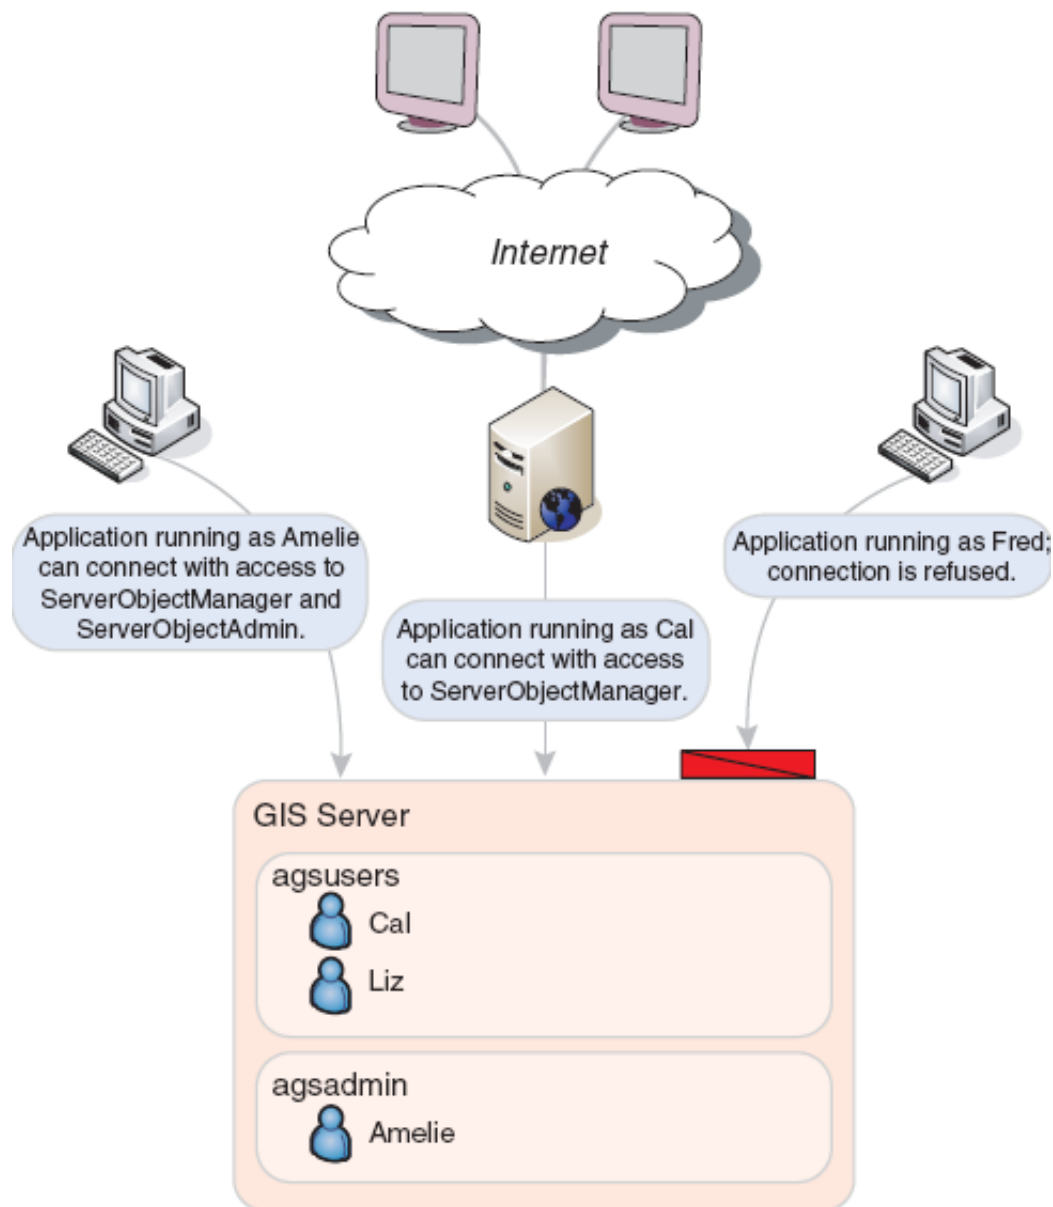 Internet
Application running as Amelie
can connect with access to
ServerObjectManager and
ServerObjectAdmin.
Application running as Cal
can connect with access
to ServerObjectManager.
Application running as Fred;
connection is refused.
GIS Server
agsusers
Cal
Liz
agsadmin
Amelie